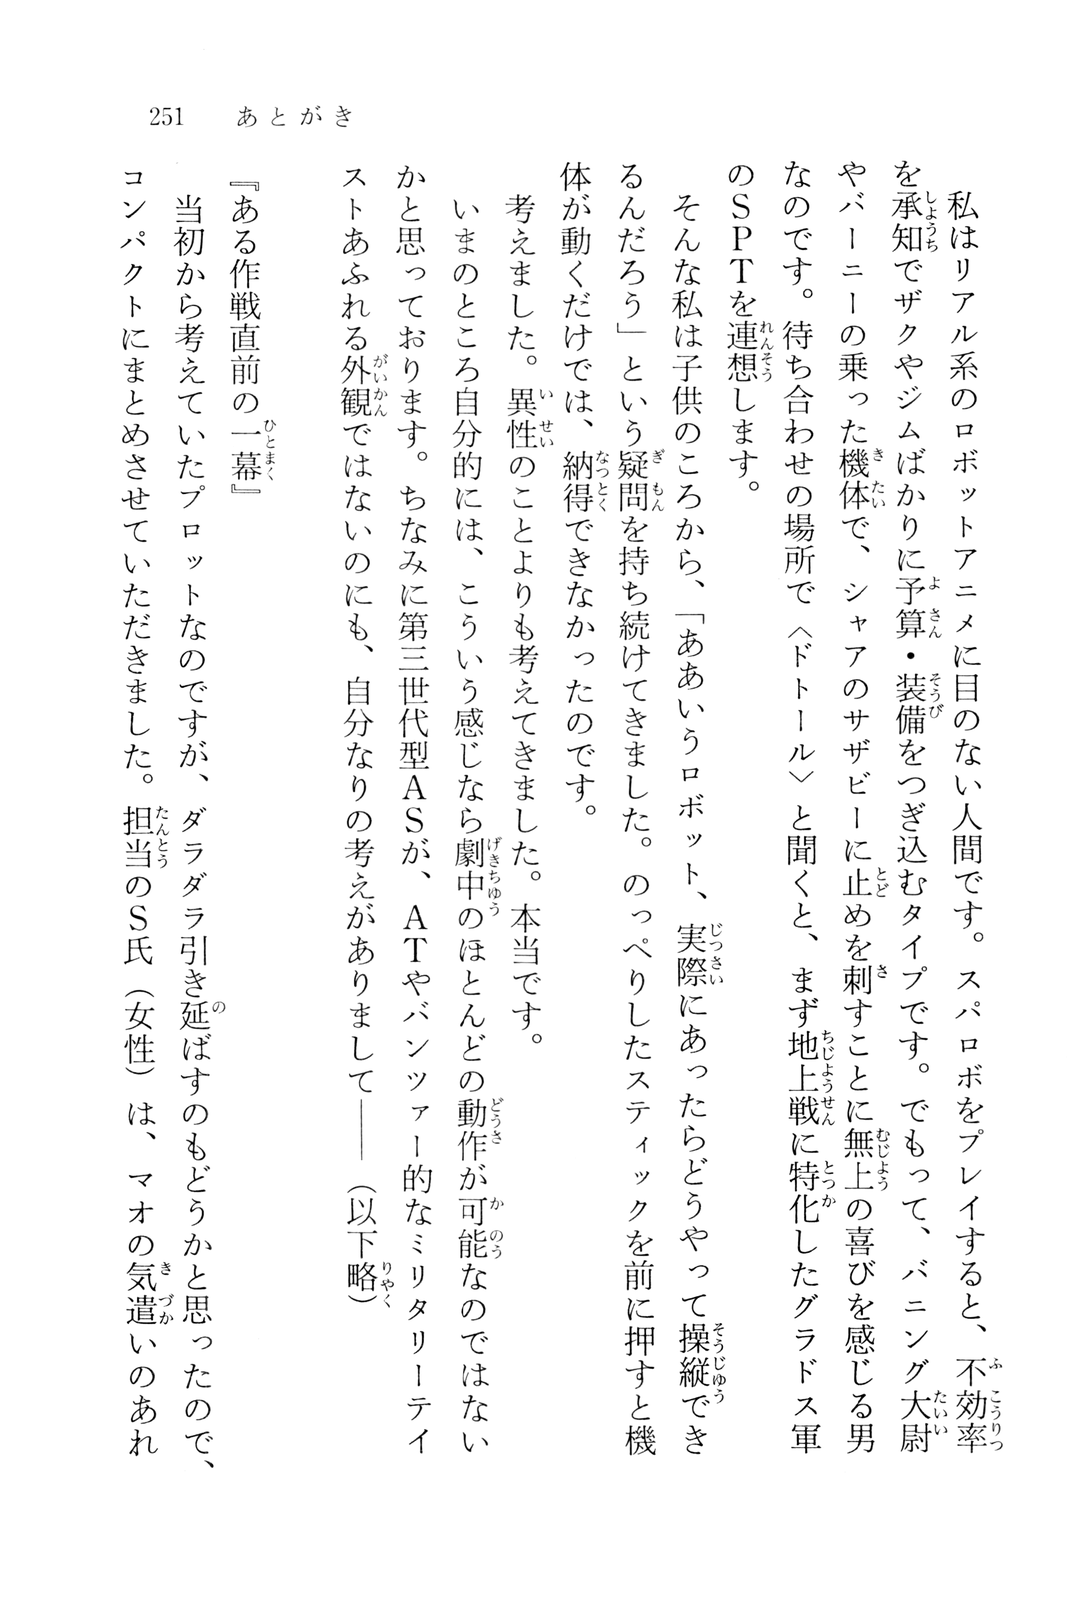 251 あとがき
私はリアル系のロボットアニメに目のない人間です。スパロボをプレイすると、不効率
を承知でザクやジムばかりに予算・装備をつぎ込むタイプです。でもって、バニング大尉
やバーニーの乗った機体で、シャアのサザビーに止めを刺すことに無上の喜びを感じる男
なのです。待ち合わせの場所で〈ドトール〉と聞くと、まず地上戦に特化したグラドス軍
のSPTを連想します。
そんな私は子供のころから、「ああいうロボット、実際にあったらどうやって操縦でき
るんだろう」という疑問を持ち続けてきました。のっぺりしたスティックを前に押すと機
体が動くだけでは、納得できなかったのです。
考えました。異性のことよりも考えてきました。本当です。
いまのところ自分的には、こういう感じなら劇中のほとんどの動作が可能なのではない
かと思っております。ちなみに第三世代型ASが、ATやバンツァー的なミリタリーテイ
ストあふれる外観ではないのにも、自分なりの考えがありまして――（以下略）
『ある作戦直前の一幕』
当初から考えていたプロットなのですが、ダラダラ引き延ばすのもどうかと思ったので、
コンパクトにまとめさせていただきました。担当のS氏（女性）は、マオの気遣いのあれ